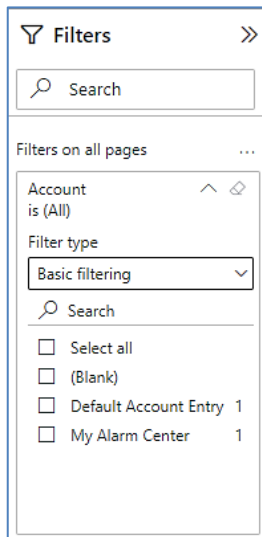 Filters
Search
Filters on all pages
...
Account
is (All)
Filter type
Basic filtering
Search
Select all
(Blank)
Default Account Entry 1
My Alarm Center 1